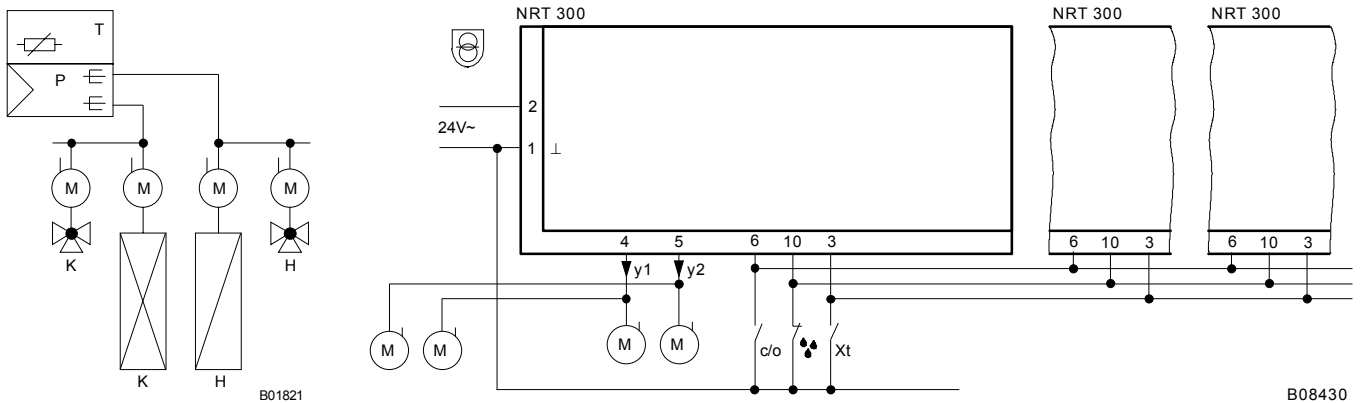 T
P
M
M
M
M
K
H
K
H
B01821
NRT 300
NRT 300
NRT 300
2
24V~
1 ⊥
4 5 6 10 3
6 10 3
6 10 3
y1 y2
M M M M
c/o Xt
B08430